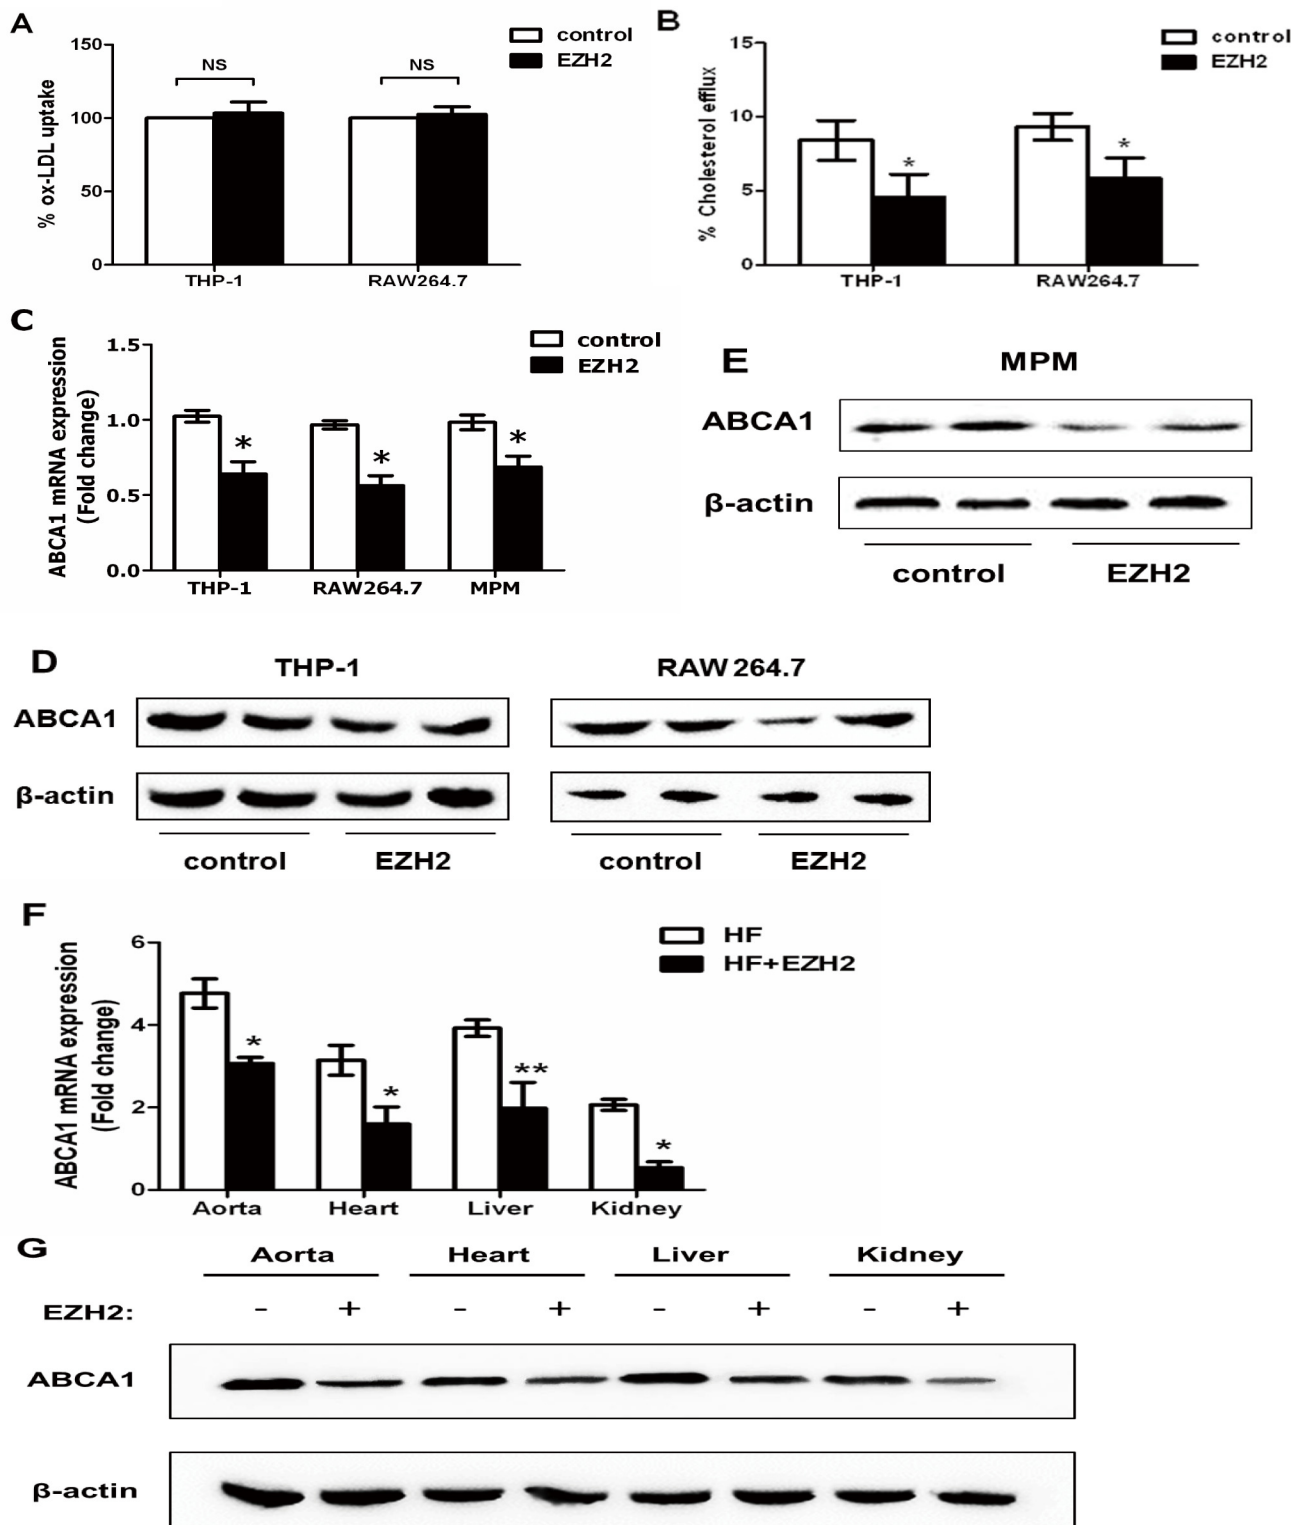 A
control
EZH2
150
100
50
0
% ox-LDL uptake
NS
NS
THP-1
RAW264.7
B
control
EZH2
15
10
5
0
% Cholesterol efflux
*
*
THP-1
RAW264.7
C
control
EZH2
1.5
1.0
0.5
0.0
ABCA1 mRNA expression
(Fold change)
*
*
*
THP-1
RAW264.7
MPM
E
MPM
ABCA1
β-actin
control
EZH2
D
THP-1
RAW 264.7
ABCA1
β-actin
control
EZH2
control
EZH2
F
HF
HF+EZH2
6
4
2
0
ABCA1 mRNA expression
(Fold change)
*
*
**
*
Aorta
Heart
Liver
Kidney
G
Aorta
Heart
Liver
Kidney
EZH2: - + - + - + - +
ABCA1
β-actin